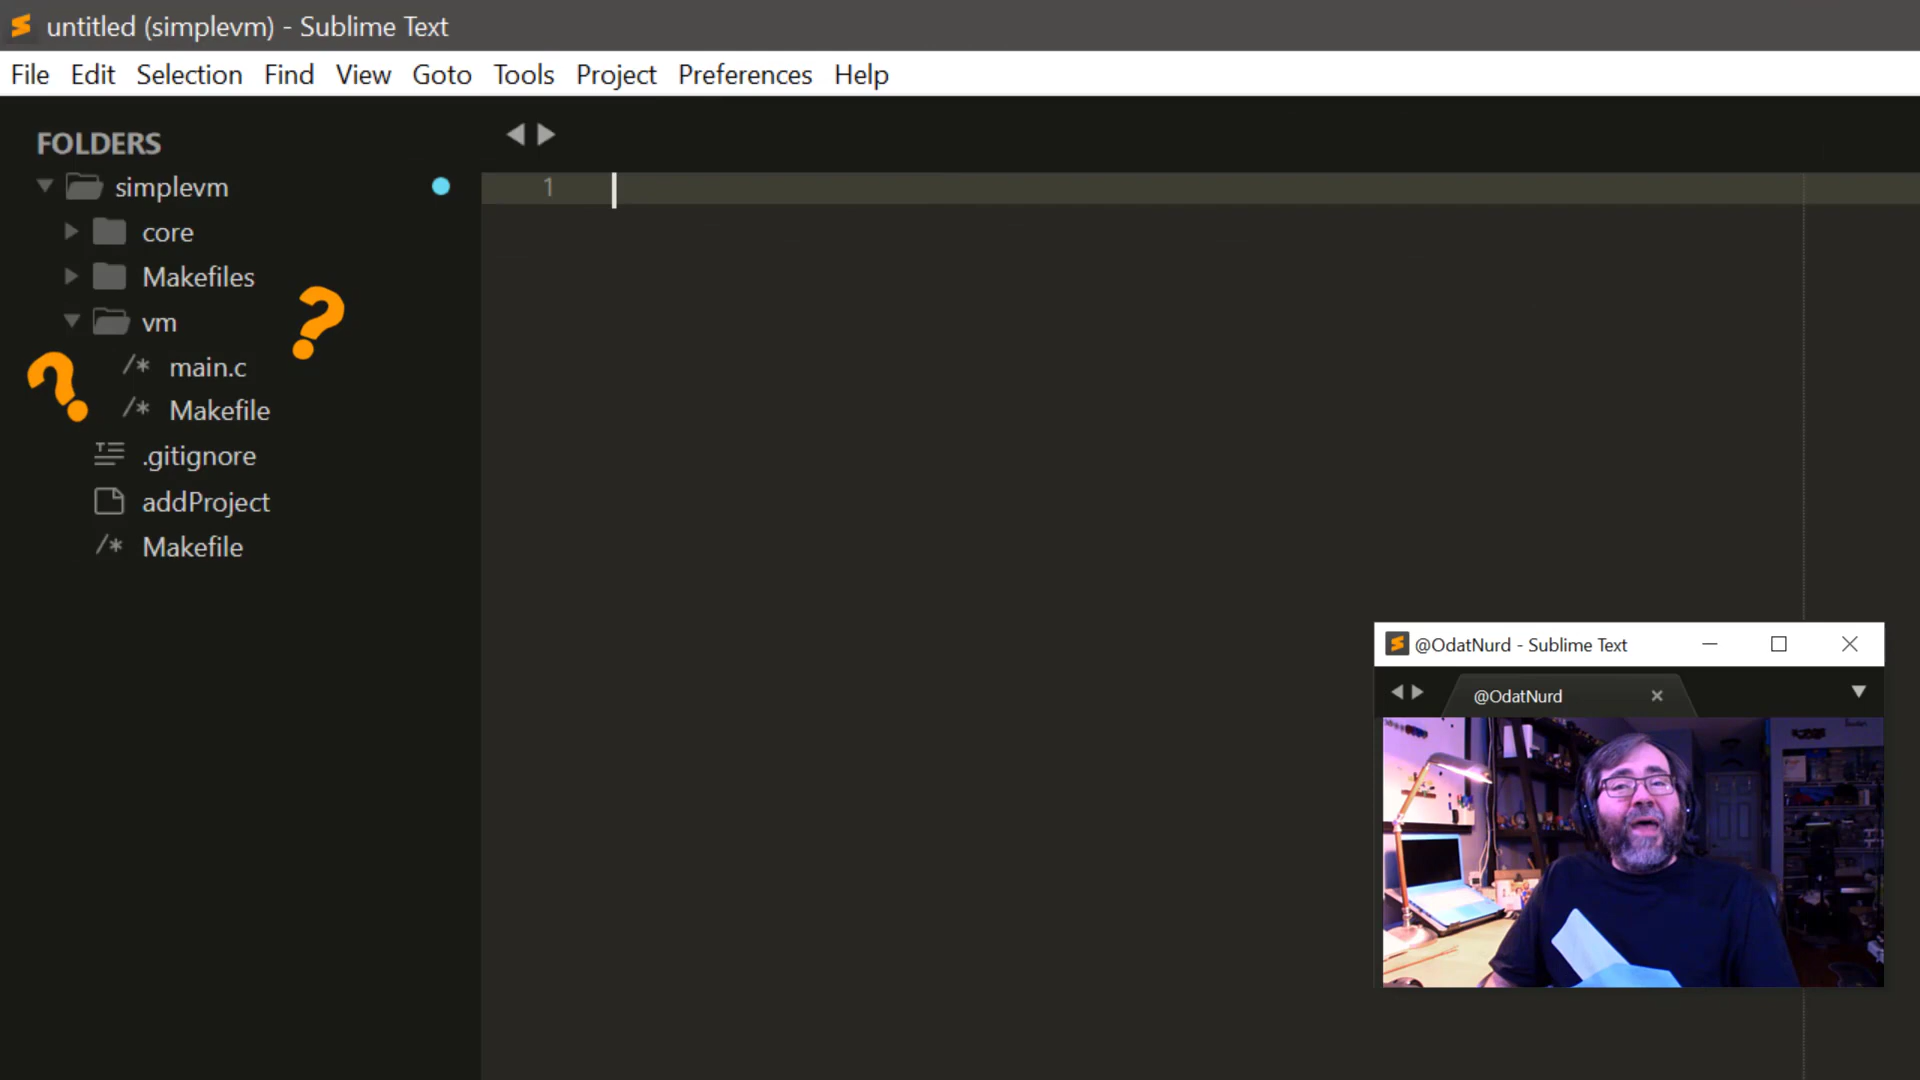 untitled (simplevm) - Sublime Text
File Edit Selection Find View Goto Tools Project Preferences Help
FOLDERS
simplevm
1
core
Makefiles
?
vm
?
/* main.c
/* Makefile
.gitignore
addProject
/* Makefile
@OdatNurd - Sublime Text
@OdatNurd